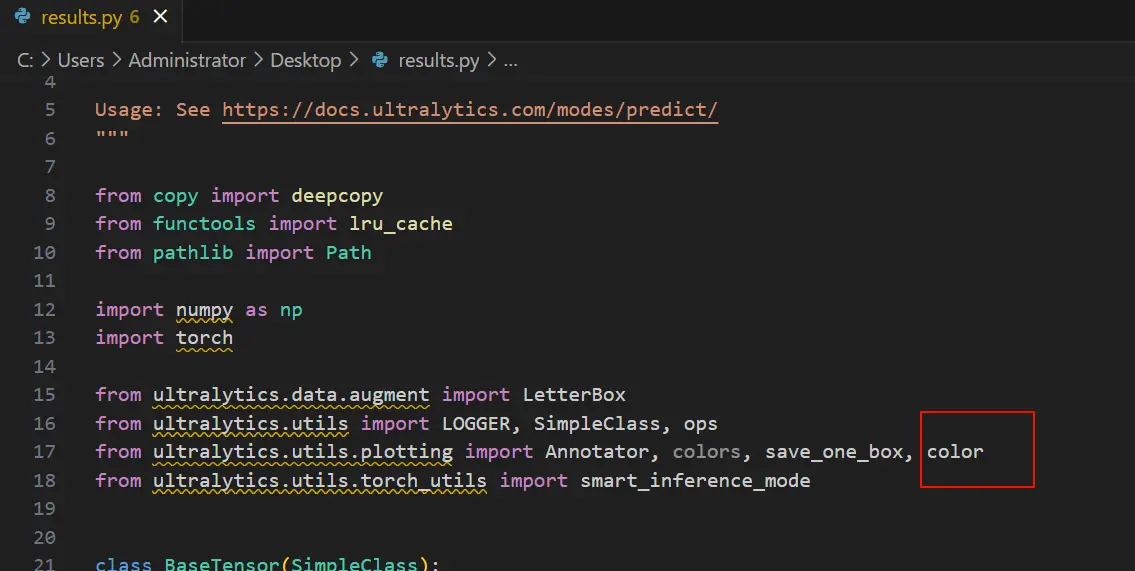 results.py 6
C: > Users > Administrator > Desktop > results.py > ...
4
5 Usage: See https://docs.ultralytics.com/modes/predict/
6 """
7
8 from copy import deepcopy
9 from functools import lru_cache
10 from pathlib import Path
11
12 import numpy as np
13 import torch
14
15 from ultralytics.data.augment import LetterBox
16 from ultralytics.utils import LOGGER, SimpleClass, ops
17 from ultralytics.utils.plotting import Annotator, colors, save_one_box, color
18 from ultralytics.utils.torch_utils import smart_inference_mode
19
20
21 class BaseTensor(SimpleClass):